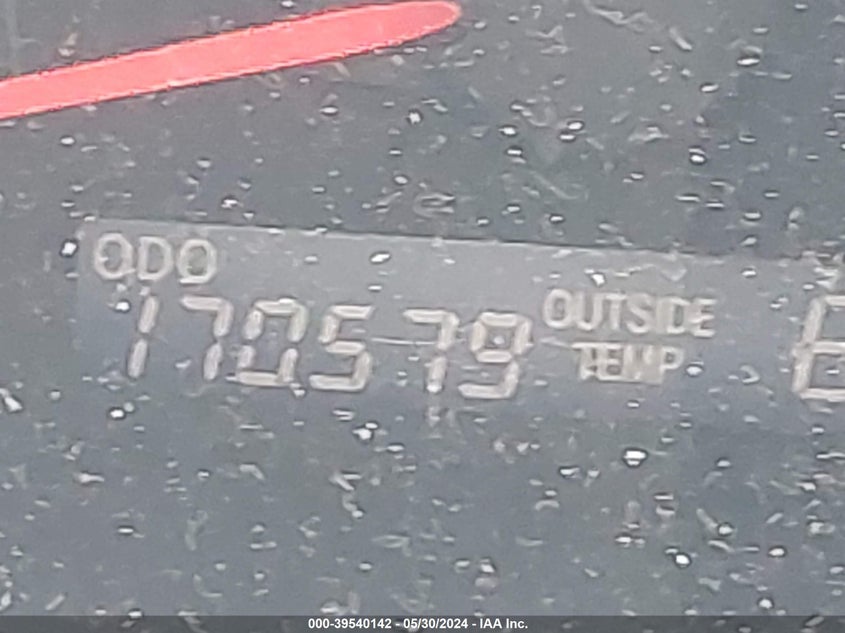 ODO
170579 OUTSIDE
TEMP
000-39540142 - 05/30/2024 - IAA Inc.